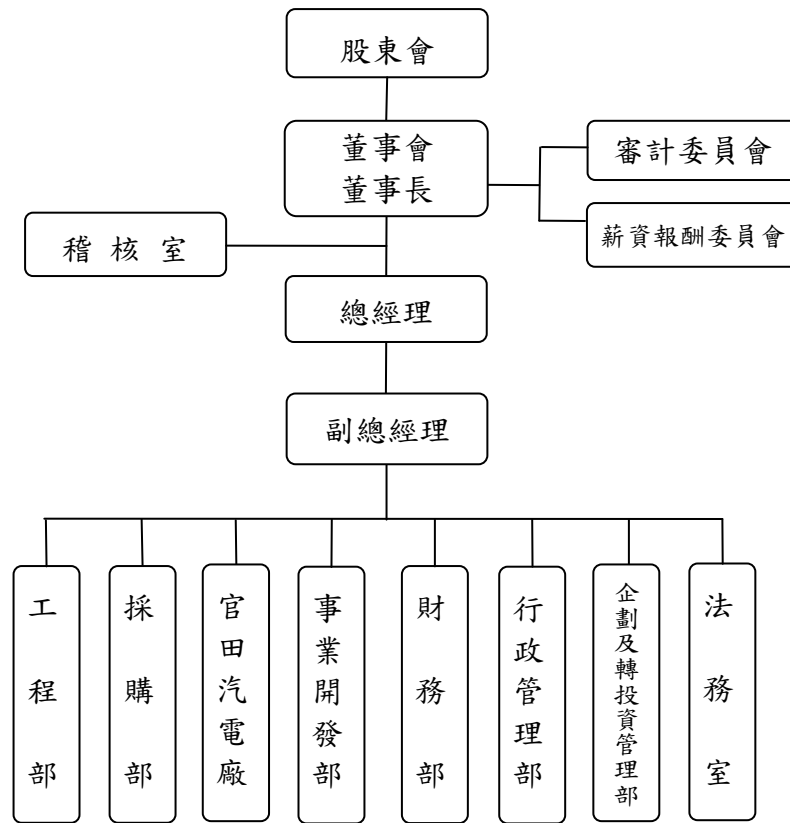 股東會
董事會
董事長
審計委員會
薪資報酬委員會
稽核室
總經理
副總經理
工程部
採購部
官田汽電廠
事業開發部
財務部
行政管理部
企劃及轉投資管理部
法務室